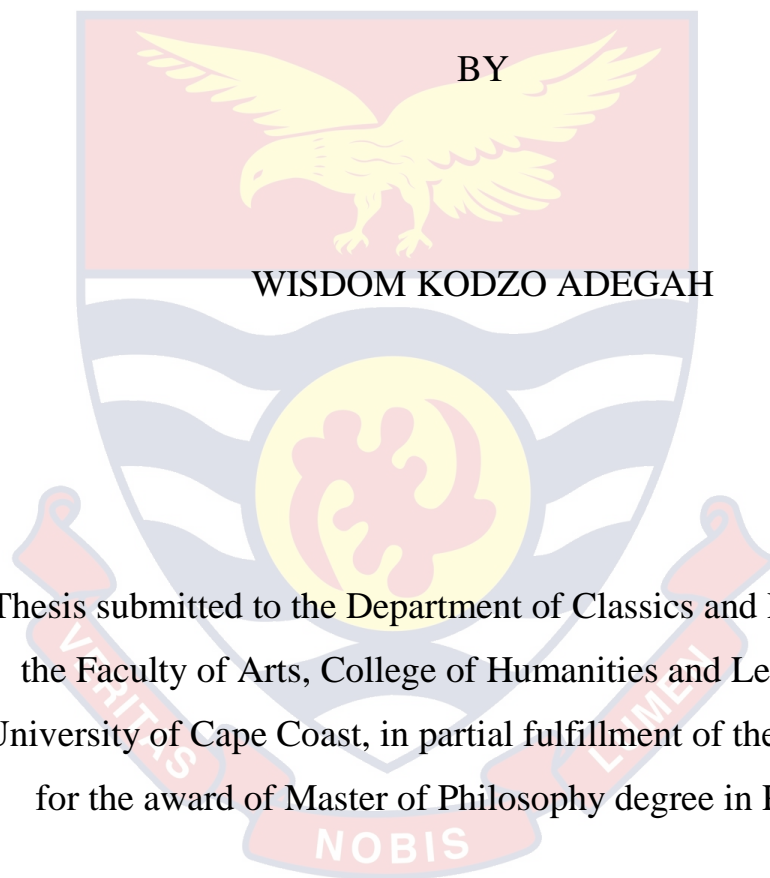 BY
WISDOM KODZO ADEGAH
Thesis submitted to the Department of Classics and
the Faculty of Arts, College of Humanities and
University of Cape Coast, in partial fulfillment of the
for the award of Master of Philosophy degree in
VERITAS
NOBIS
LUMEN